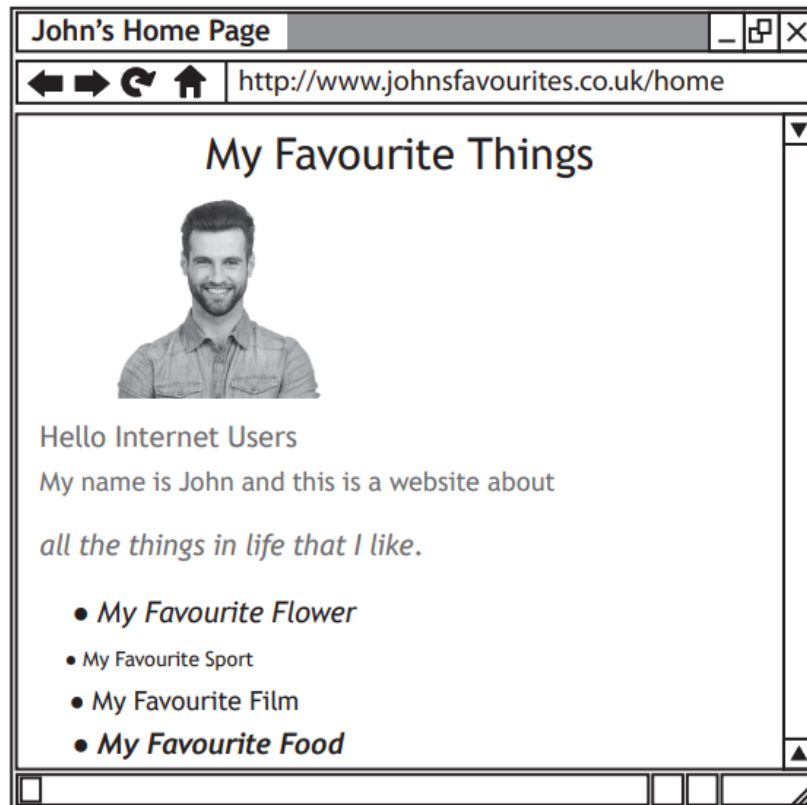 John's Home Page
http://www.johnsfavourites.co.uk/home
My Favourite Things
Hello Internet Users
My name is John and this is a website about
all the things in life that I like.
• My Favourite Flower
• My Favourite Sport
• My Favourite Film
• My Favourite Food